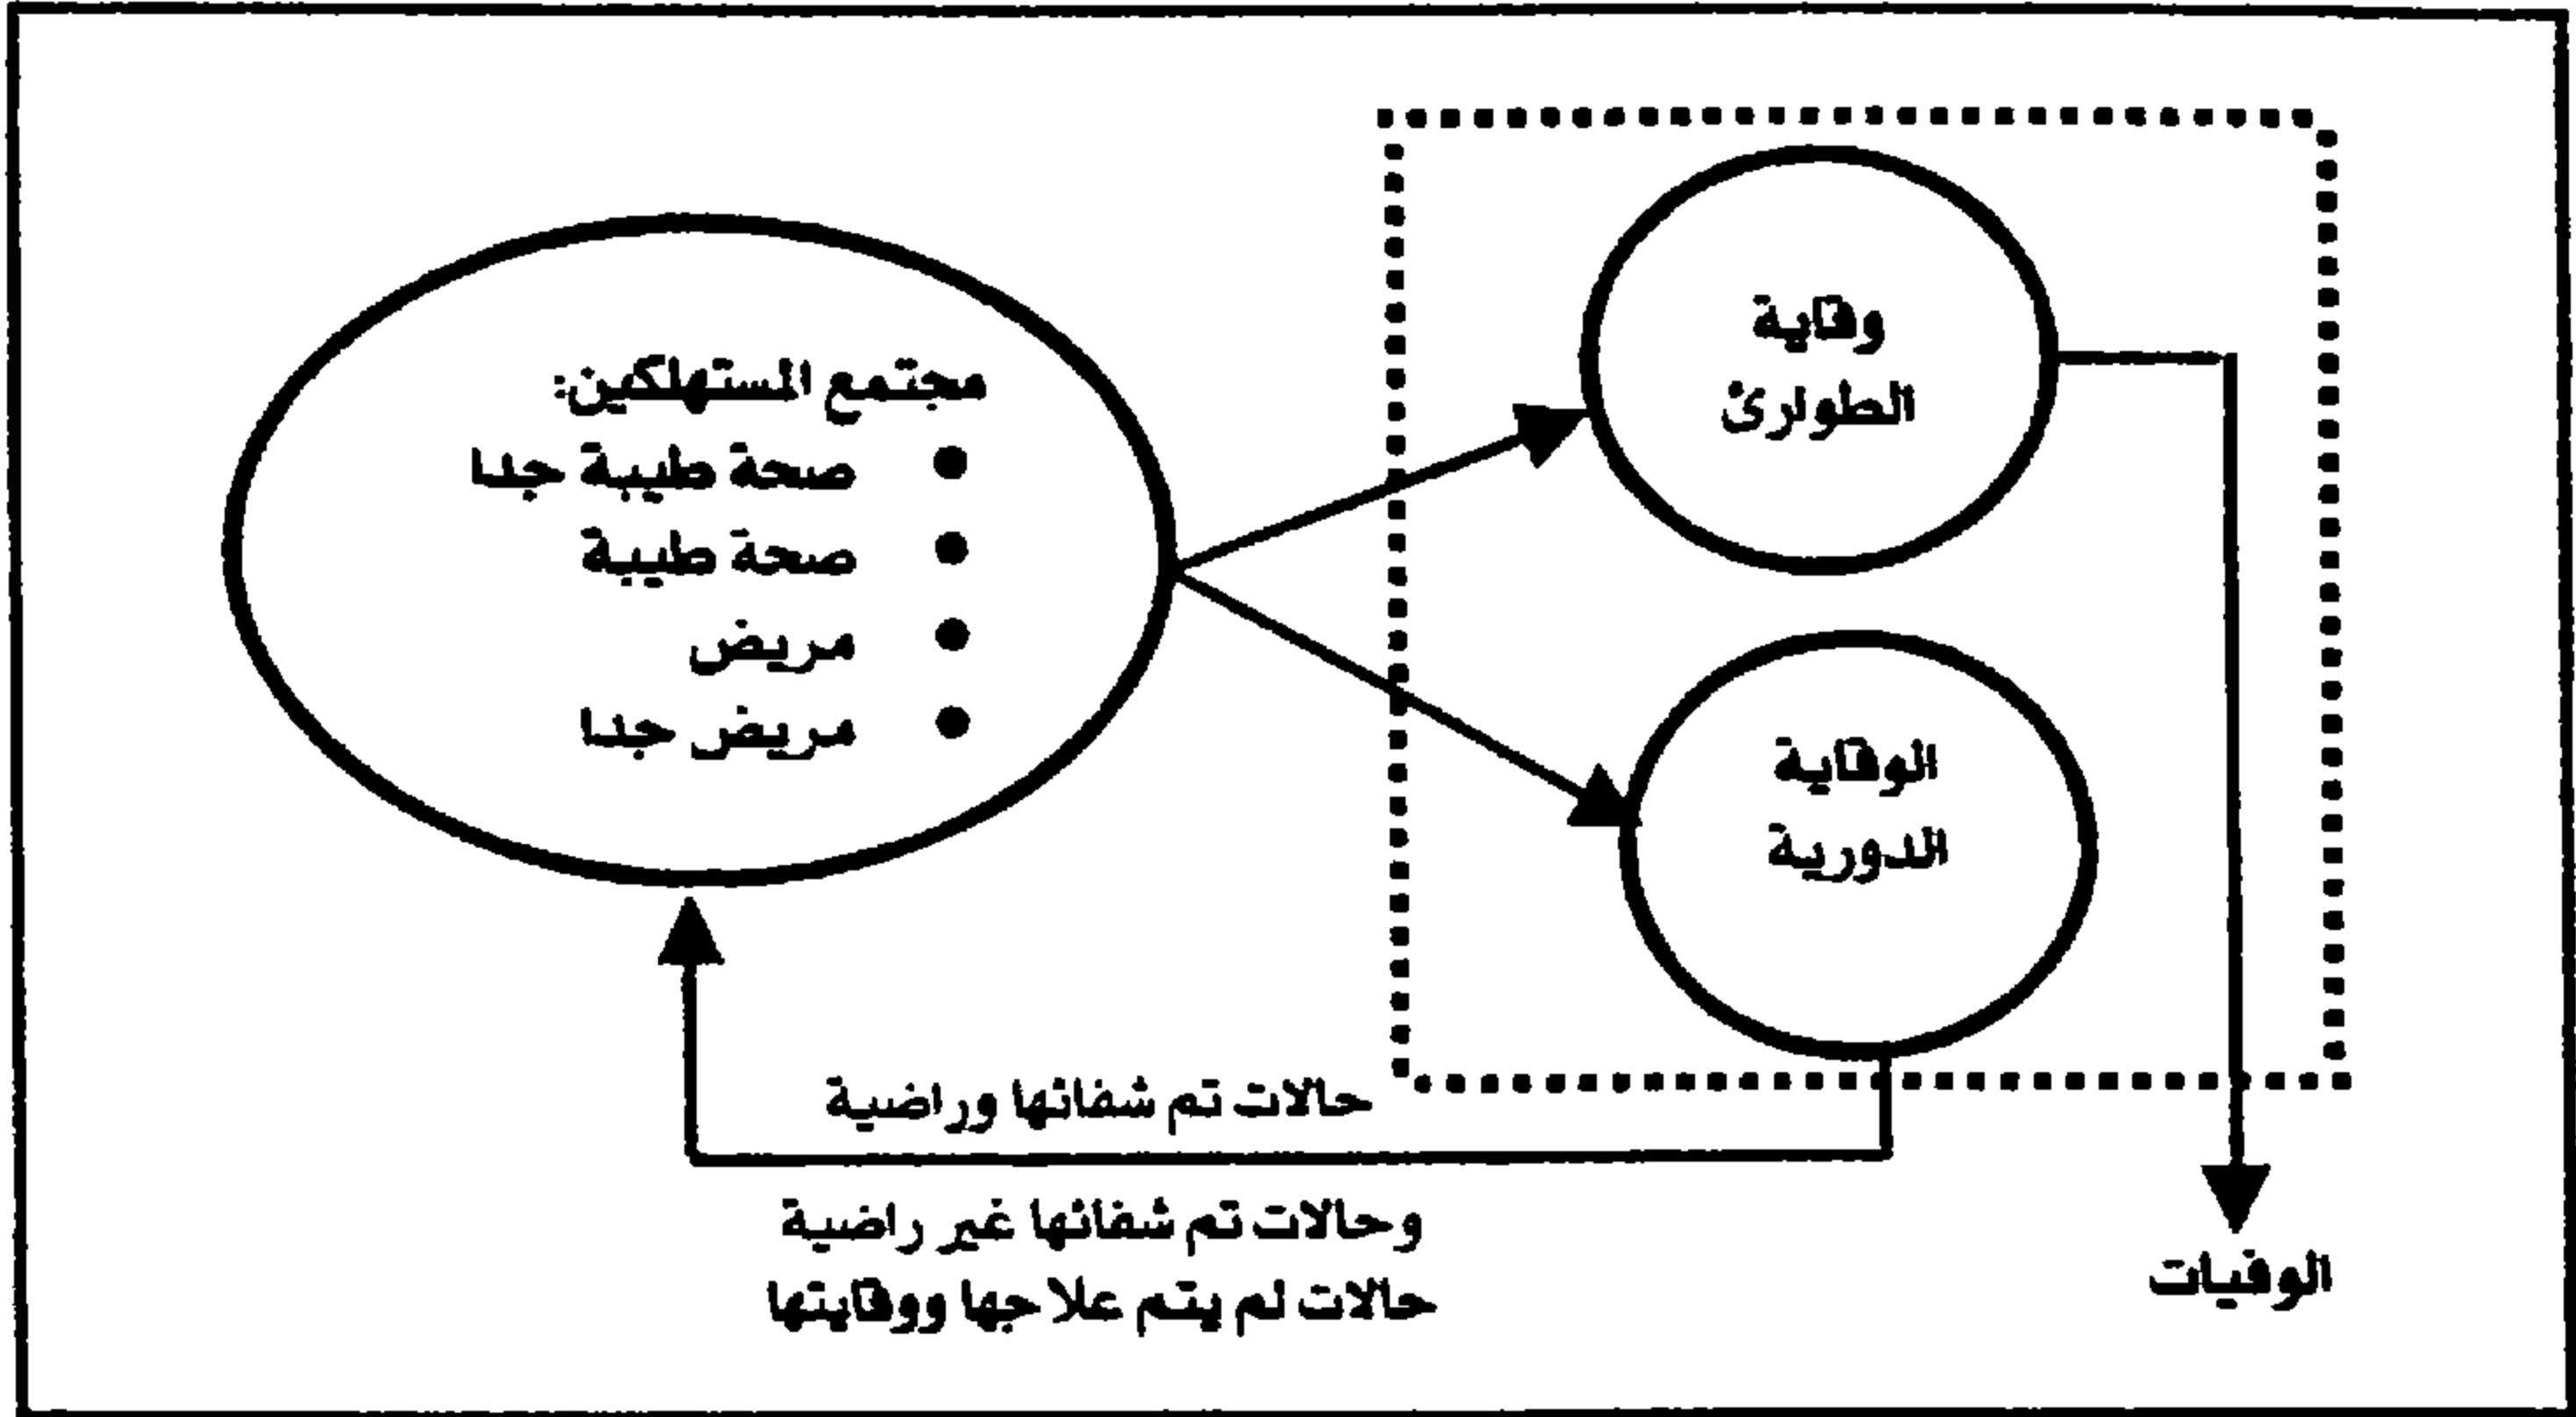 مجتمع المستهلكين:
● صحة طيبة جدا
● صحة طيبة
● مريض
● مريض جدا
وقاية
الطوارئ
الوقاية
الدورية
حالات تم شفائها وراضية
وحالات تم شفائها غير راضية
حالات لم يتم علاجها ووقايتها
الوفيات